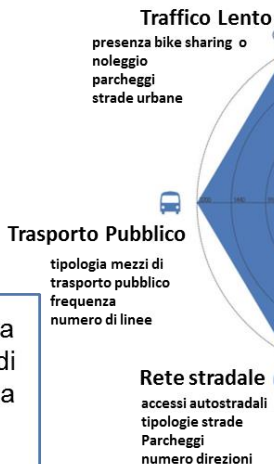 Traffico Lento
presenza bike sharing o
noleggio
parcheggi
strade urbane
Trasporto Pubblico
tipologia mezzi di
trasporto pubblico
frequenza
numero di linee
a
di
a
Rete stradale
accessi autostradali
tipologie strade
Parcheggi
numero direzioni